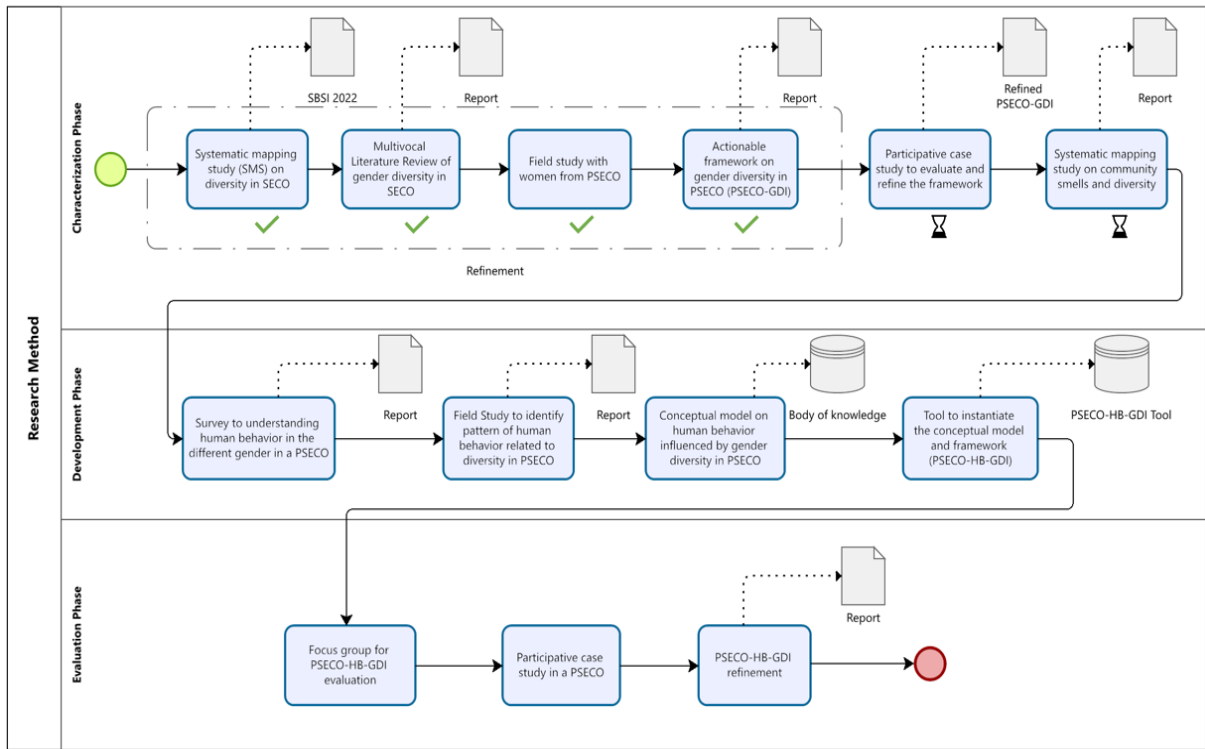 Research Method
Characterization Phase
SBSI 2022
Report
Report
Refined
PSECO-GDI
Report
Systematic mapping
study (SMS) on
diversity in SECO
Multivocal
Literature Review of
gender diversity in
SECO
Field study with
women from PSECO
Actionable
framework on
gender diversity in
PSECO (PSECO-GDI)
Participative case
study to evaluate and
refine the framework
Systematic mapping
study on community
smells and diversity
Refinement
Development Phase
Report
Report
Body of knowledge
PSECO-HB-GDI Tool
Survey to understanding
human behavior in the
different gender in a PSECO
Field Study to identify
pattern of human
behavior related to
diversity in PSECO
Conceptual model on
human behavior
influenced by gender
diversity in PSECO
Tool to instantiate
the conceptual model
and framework
(PSECO-HB-GDI)
Evaluation Phase
Report
Focus group for
PSECO-HB-GDI
evaluation
Participative case
study in a PSECO
PSECO-HB-GDI
refinement